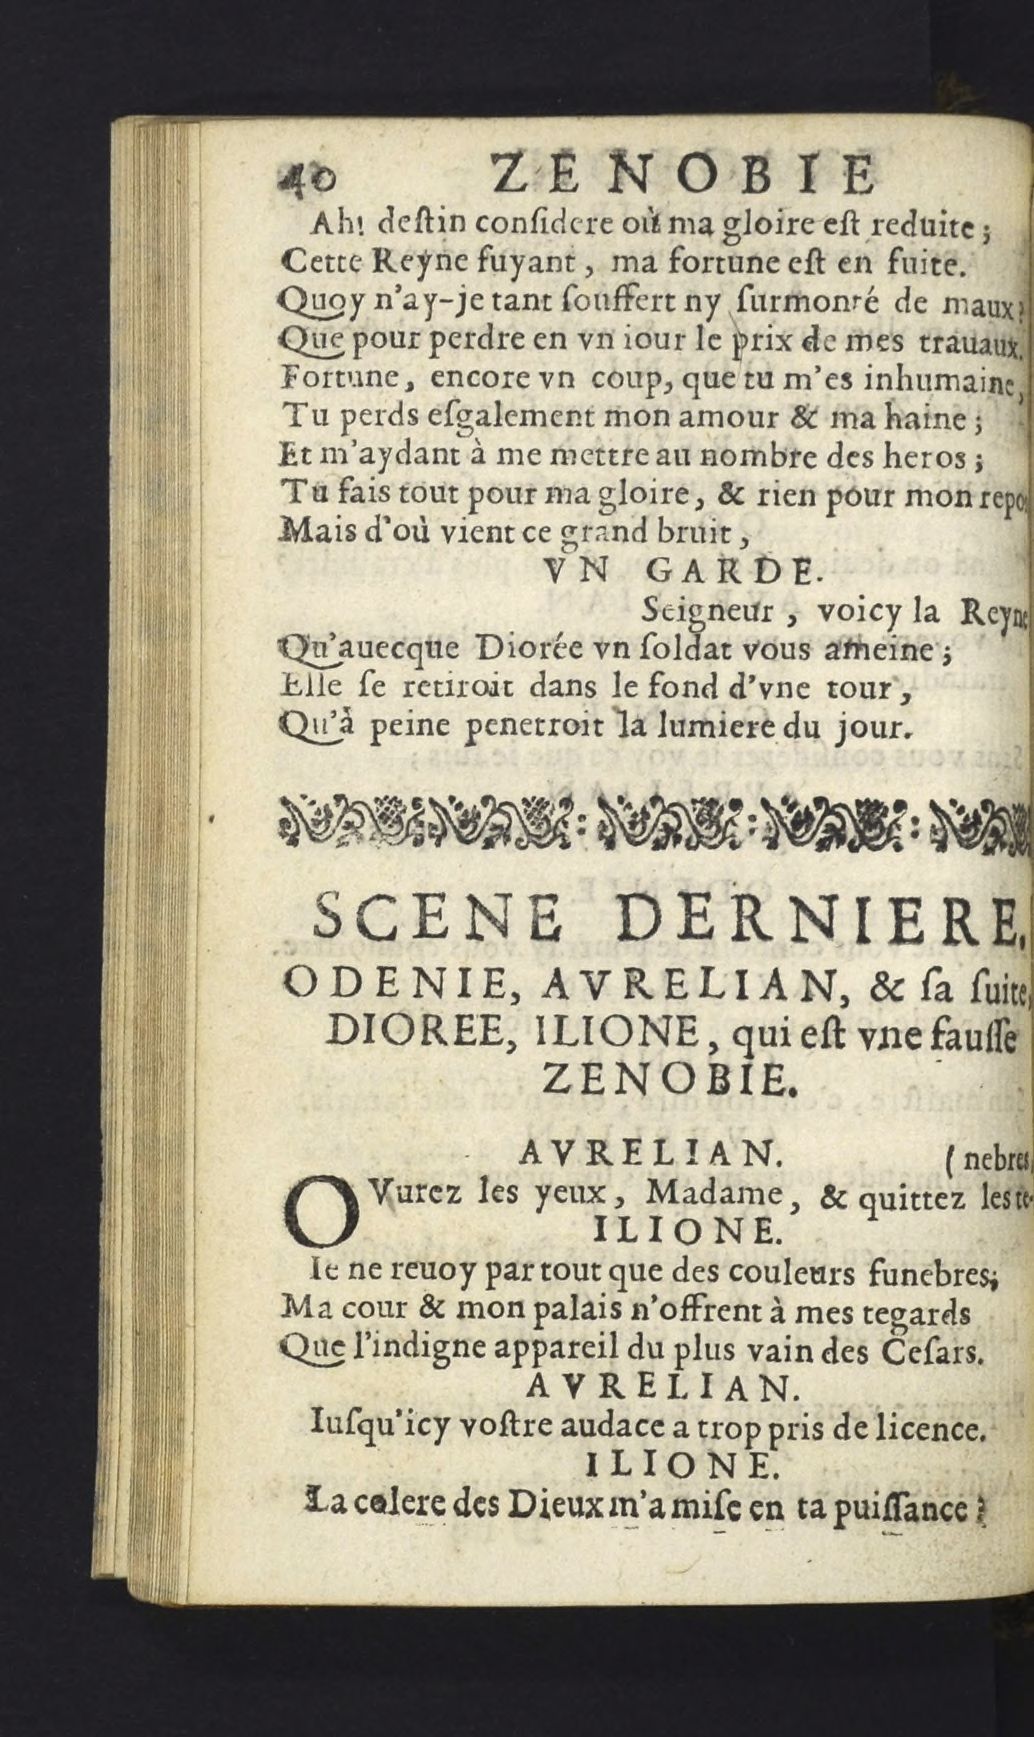 40 ZENOBIE
Ah! deſtin conſidere où ma gloire eſt reduite;
Cette Reyne fuyant, ma fortune eſt en fuite.
Quoy n'ay-je tant ſouffert ny ſurmonté de maux?
Que pour perdre en vn iour le prix de mes trauaux.
Fortune, encore vn coup, que tu m'es inhumaine,
Tu perds eſgalement mon amour & ma haine;
Et m'aydant à me mettre au nombre des heros;
Tu fais tout pour ma gloire, & rien pour mon repo
Mais d'où vient ce grand bruit,
VN GARDE.
Seigneur, voicy la Reyne
Qu'auecque Diorée vn ſoldat vous ameine;
Elle ſe retiroit dans le fond d'vne tour,
Qu'à peine penetroit la lumiere du jour.
SCENE DERNIERE.
ODENIE, AVRELIAN, & ſa ſuite,
DIOREE, ILIONE, qui eſt vne fauſſe
ZENOBIE.
AVRELIAN. (nebres
OVurez les yeux, Madame, & quittez les te-
ILIONE.
Ie ne reuoy par tout que des couleurs funebres;
Ma cour & mon palais n'offrent à mes tegards
Que l'indigne appareil du plus vain des Ceſars.
AVRELIAN.
Iuſqu'icy voſtre audace a trop pris de licence.
ILIONE.
La colere des Dieux m'a miſe en ta puiſſance?